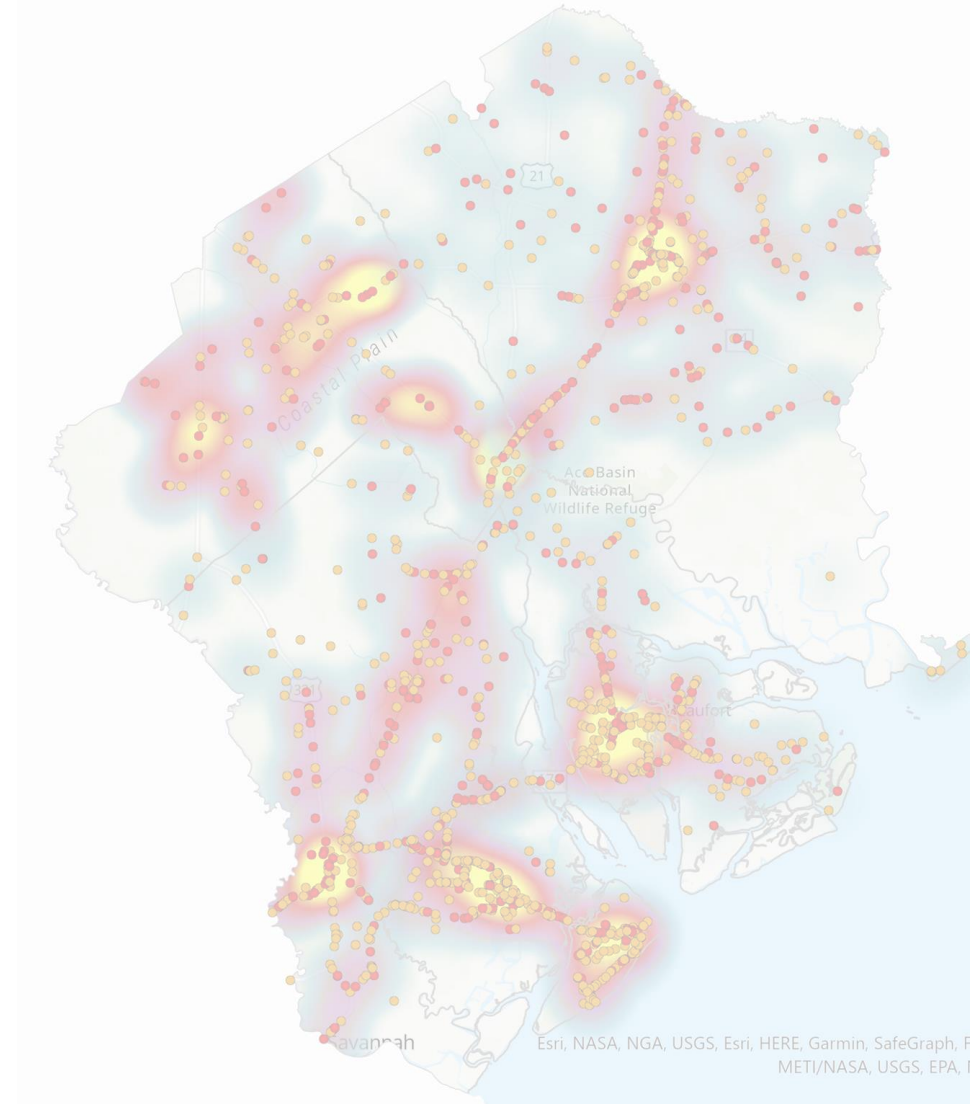 21
Coastal Plain
Ace Basin
National
Wildlife Refuge
321
Beaufort
Savannah
Esri, NASA, NGA, USGS, Esri, HERE, Garmin, SafeGraph, F
METI/NASA, USGS, EPA,